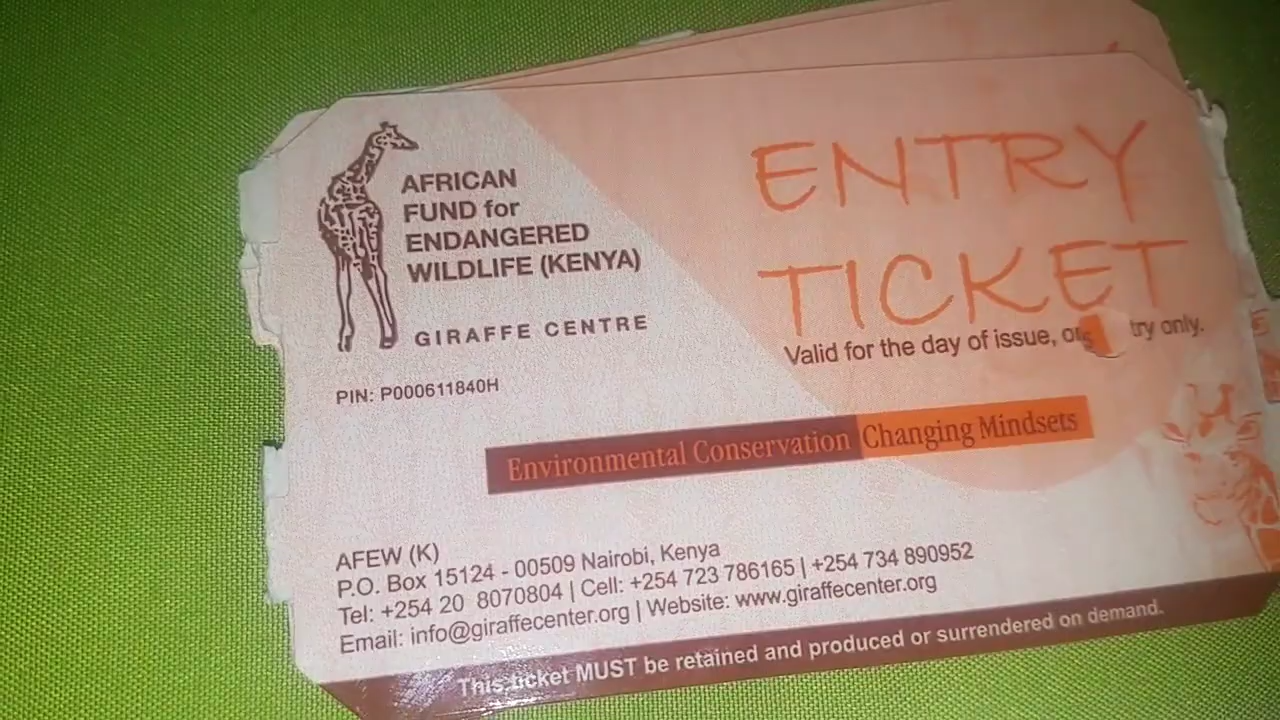 AFRICAN
FUND for
ENDANGERED
WILDLIFE (KENYA)
GIRAFFE CENTRE
PIN: P000611840H
ENTRY
TICKET
Valid for the day of issue, only.
Environmental Conservation Changing Mindsets
AFEW (K)
P.O. Box 15124 - 00509 Nairobi, Kenya
Tel: +254 20 8070804 | Cell: +254 723 786165 | +254 734 890952
Email: info@giraffecenter.org | Website: www.giraffecenter.org
This ticket MUST be retained and produced or surrendered on demand.